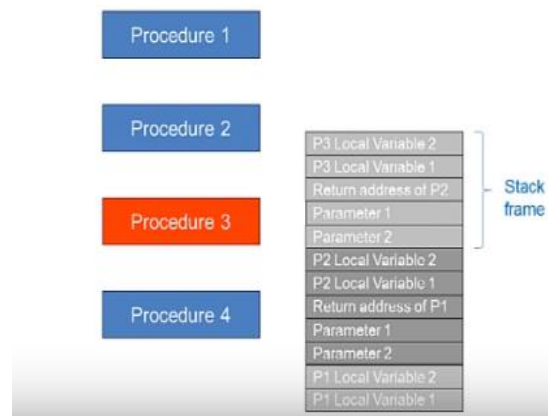 Procedure 1
Procedure 2
Procedure 3
Procedure 4
P3 Local Variable 2
P3 Local Variable 1
Return address of P2
Parameter 1
Parameter 2
P2 Local Variable 2
P2 Local Variable 1
Return address of P1
Parameter 1
Parameter 2
P1 Local Variable 2
P1 Local Variable 1
Stack
frame